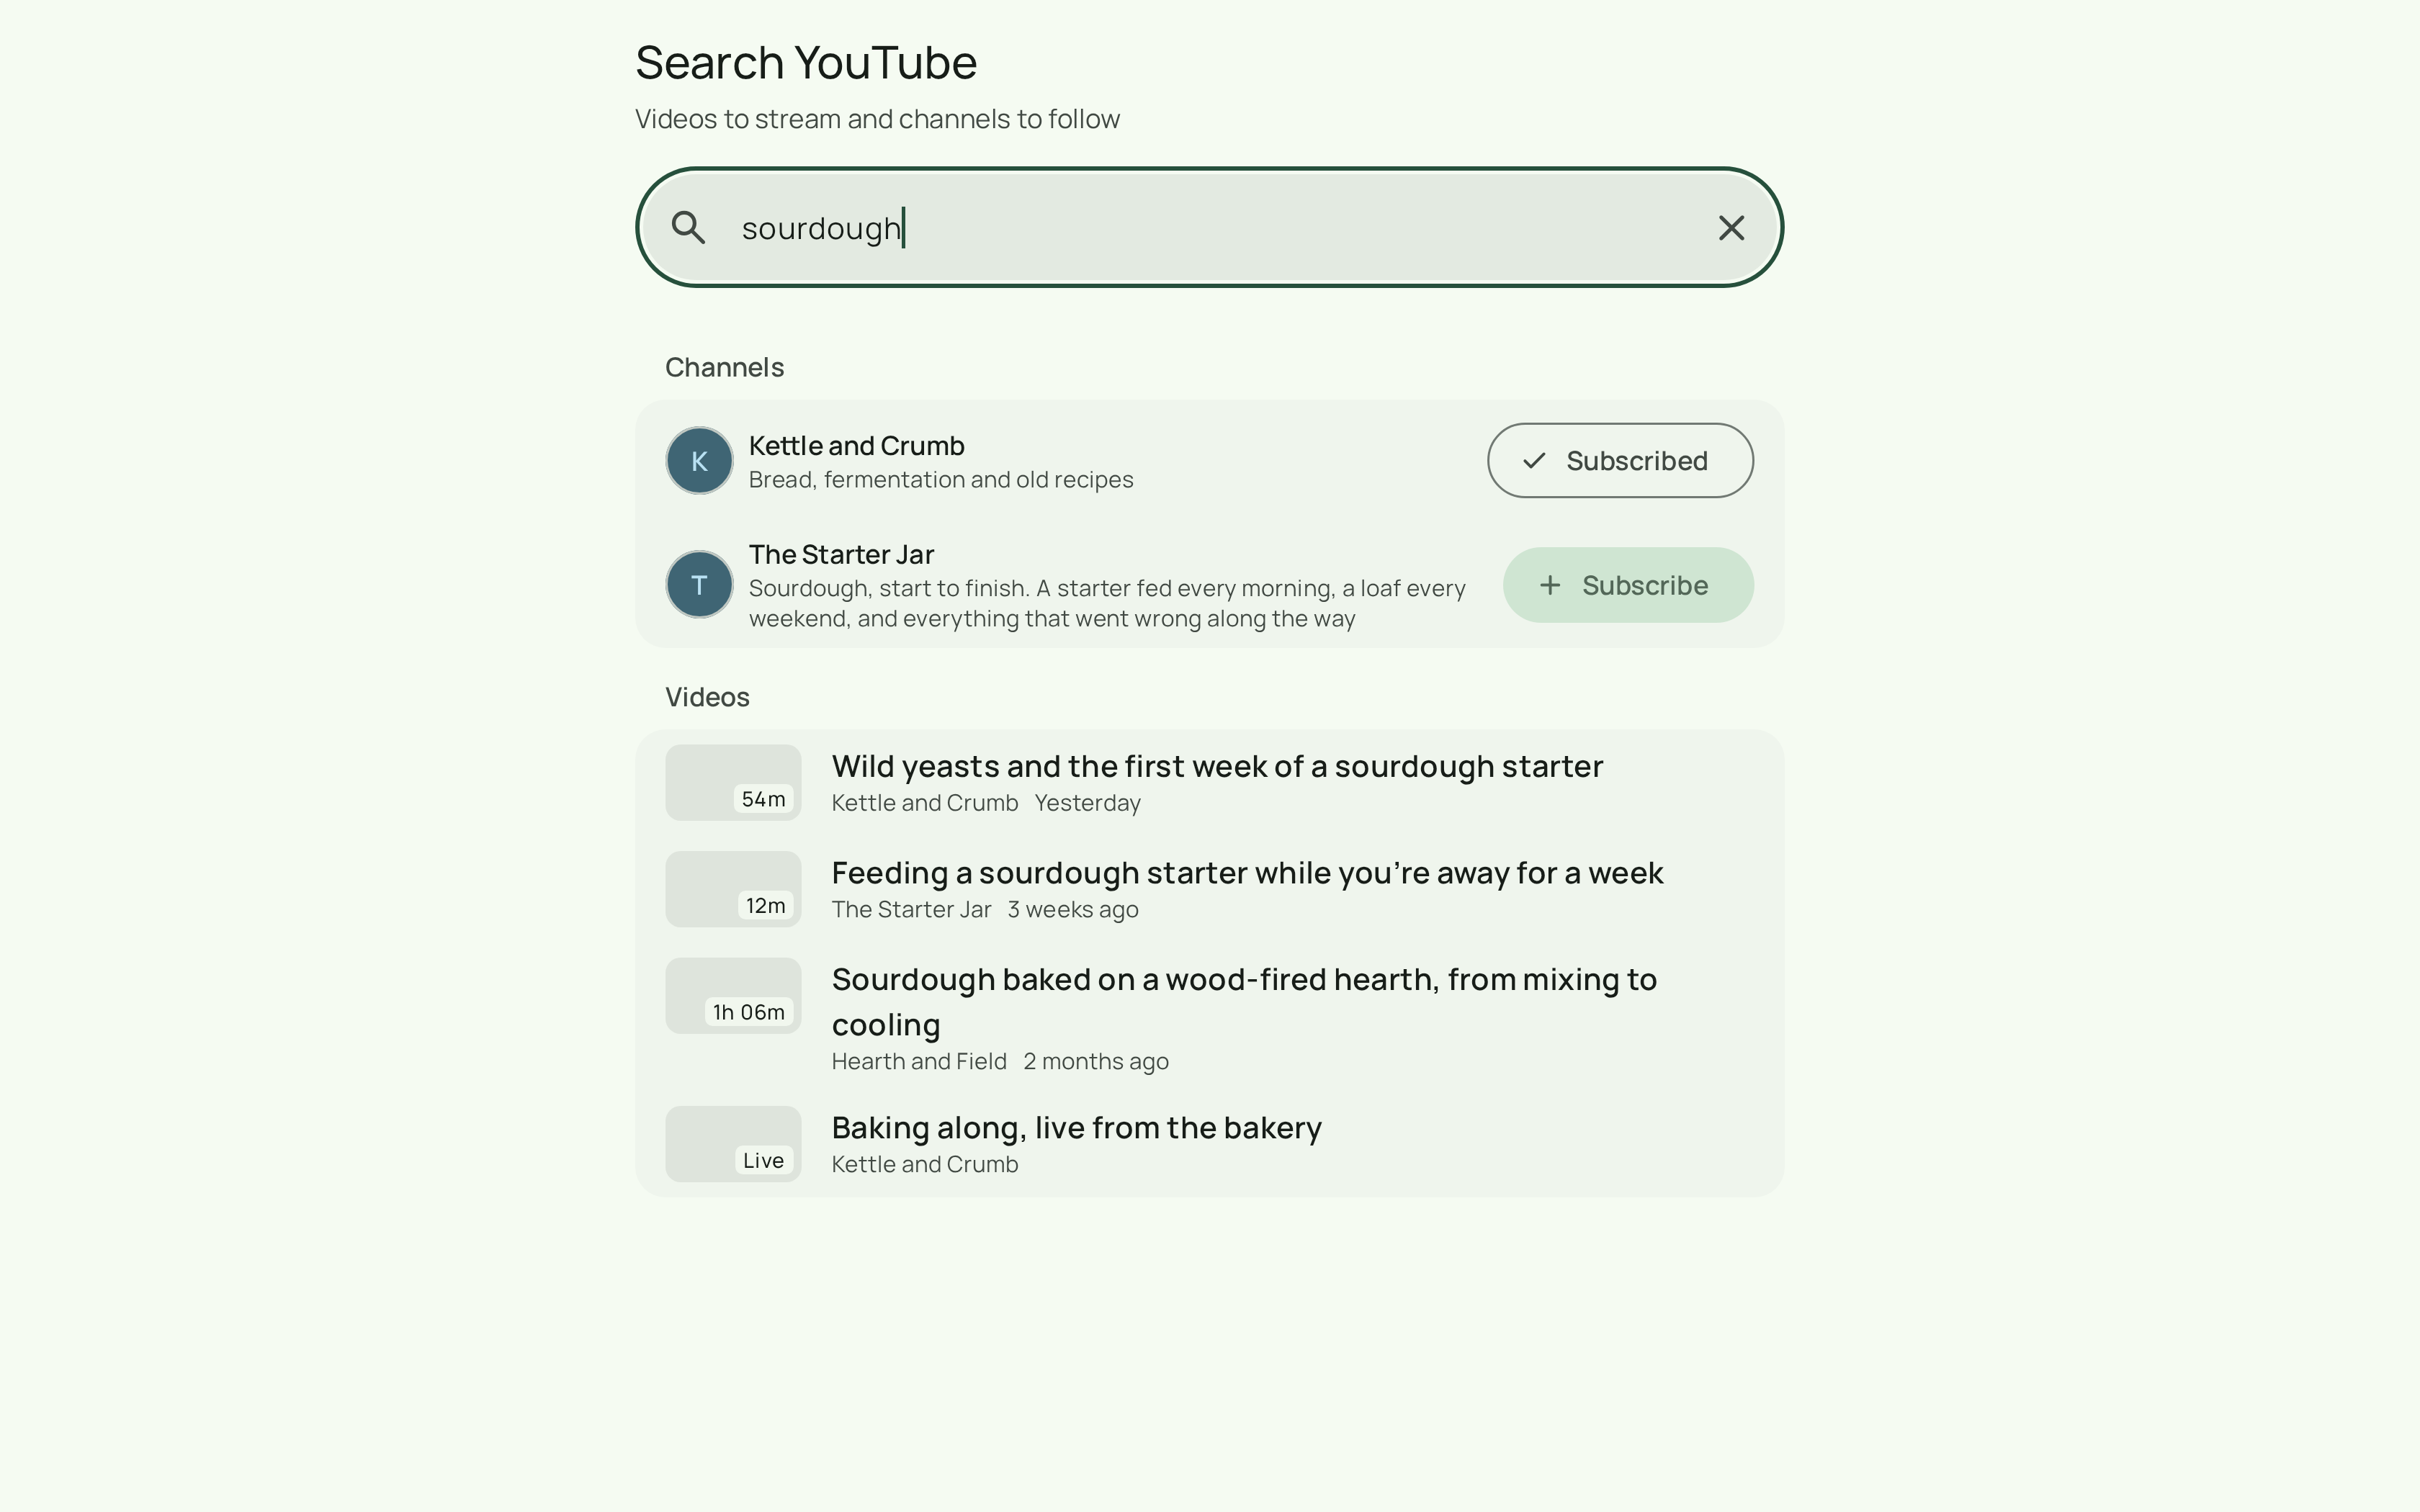 Search YouTube
Videos to stream and channels to follow
sourdough
Channels
K
Kettle and Crumb
Bread, fermentation and old recipes
Subscribed
T
The Starter Jar
Sourdough, start to finish. A starter fed every morning, a loaf every
weekend, and everything that went wrong along the way
Subscribe
Videos
54m
Wild yeasts and the first week of a sourdough starter
Kettle and Crumb Yesterday
12m
Feeding a sourdough starter while you’re away for a week
The Starter Jar 3 weeks ago
1h 06m
Sourdough baked on a wood-fired hearth, from mixing to
cooling
Hearth and Field 2 months ago
Live
Baking along, live from the bakery
Kettle and Crumb